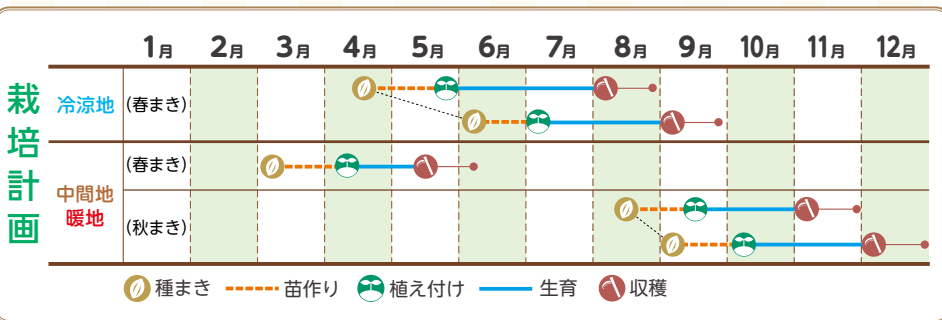 1月 2月 3月 4月 5月 6月 7月 8月 9月 10月 11月 12月
栽培計画
冷涼地 (春まき)
中間地
暖地
(春まき)
(秋まき)
種まき 苗作り 植え付け 生育 収穫